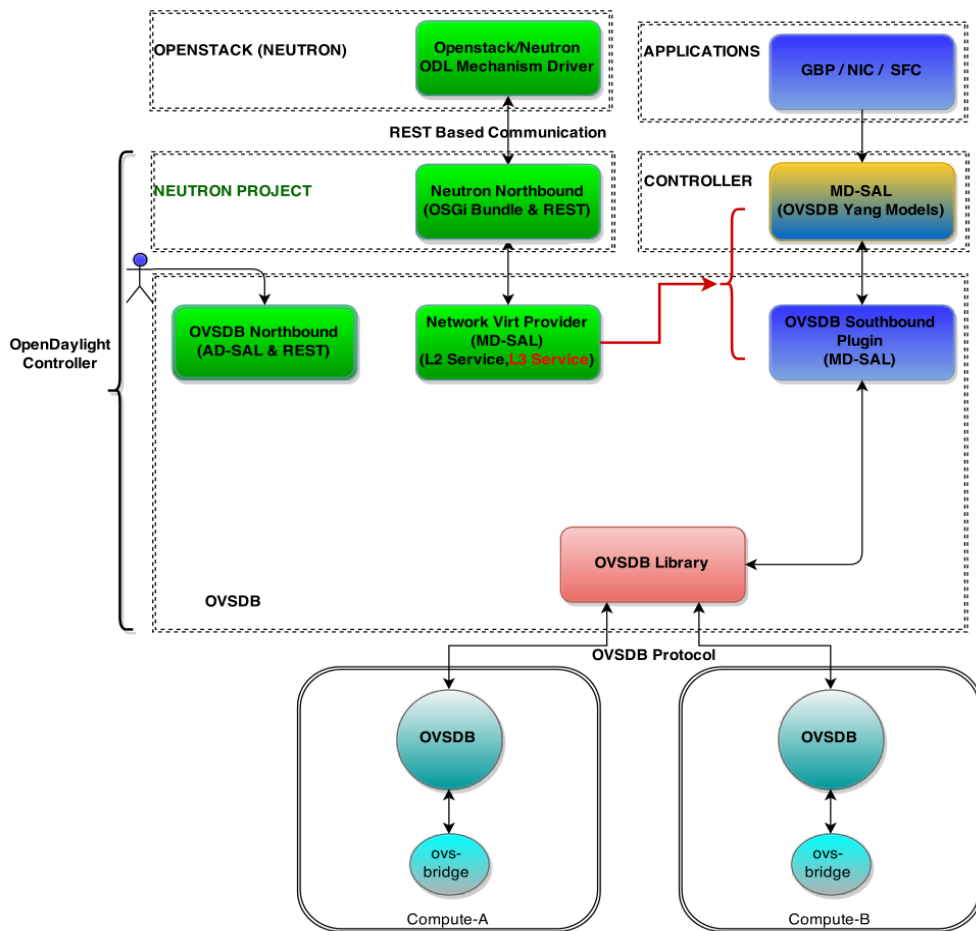 OPENSTACK (NEUTRON)
Openstack/Neutron
ODL Mechanism Driver
APPLICATIONS
GBP / NIC / SFC
REST Based Communication
NEUTRON PROJECT
Neutron Northbound
(OSGi Bundle & REST)
CONTROLLER
MD-SAL
(OVSDB Yang Models)
OpenDaylight
Controller
OVSDB Northbound
(AD-SAL & REST)
Network Virt Provider
(MD-SAL)
(L2 Service,L3 Service)
OVSDB Southbound
Plugin
(MD-SAL)
OVSDB Library
OVSDB
OVSDB Protocol
OVSDB
ovs-
bridge
Compute-A
OVSDB
ovs-
bridge
Compute-B